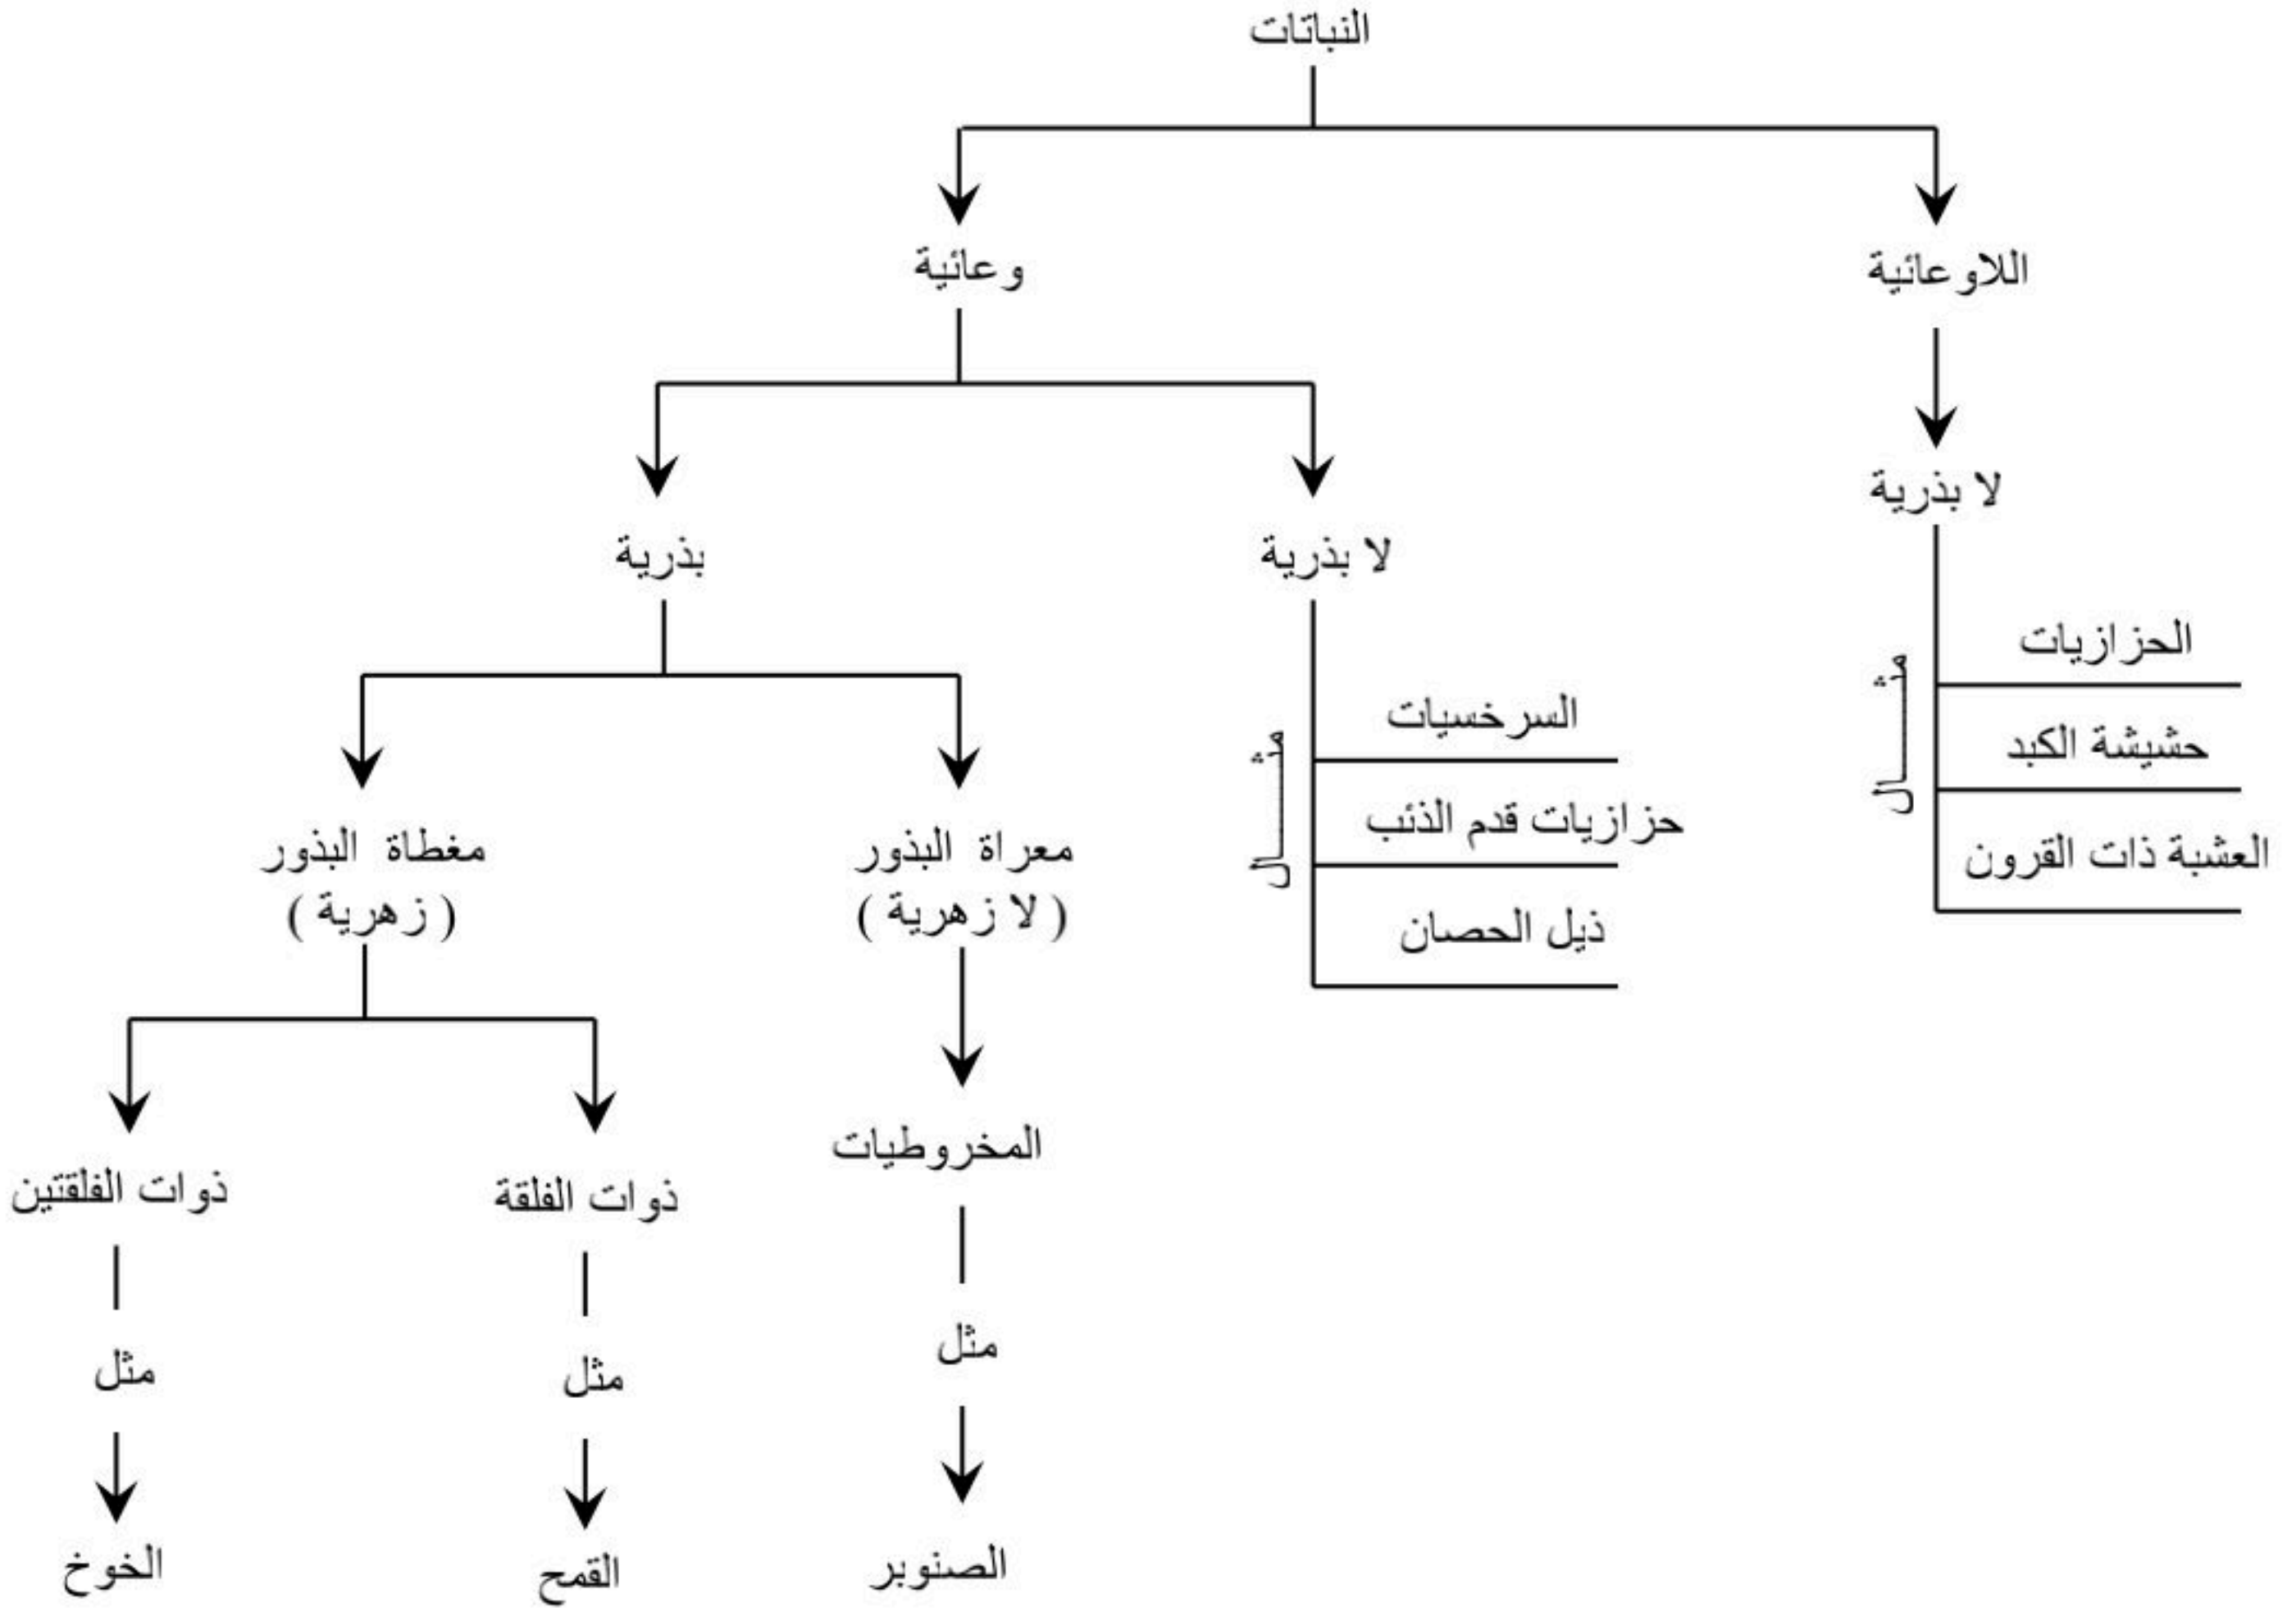 النباتات
اللاوعائية
وعائية
لا بذرية
لا بذرية
بذرية
مثـــال
الحزازيات
حشيشة الكبد
العشبة ذات القرون
مثـــال
السرخسيات
حزازيات قدم الذئب
ذيل الحصان
معراة البذور
( لا زهرية )
مغطاة البذور
( زهرية )
المخروطيات
ذوات الفلقة
ذوات الفلقتين
مثل
مثل
مثل
الصنوبر
القمح
الخوخ